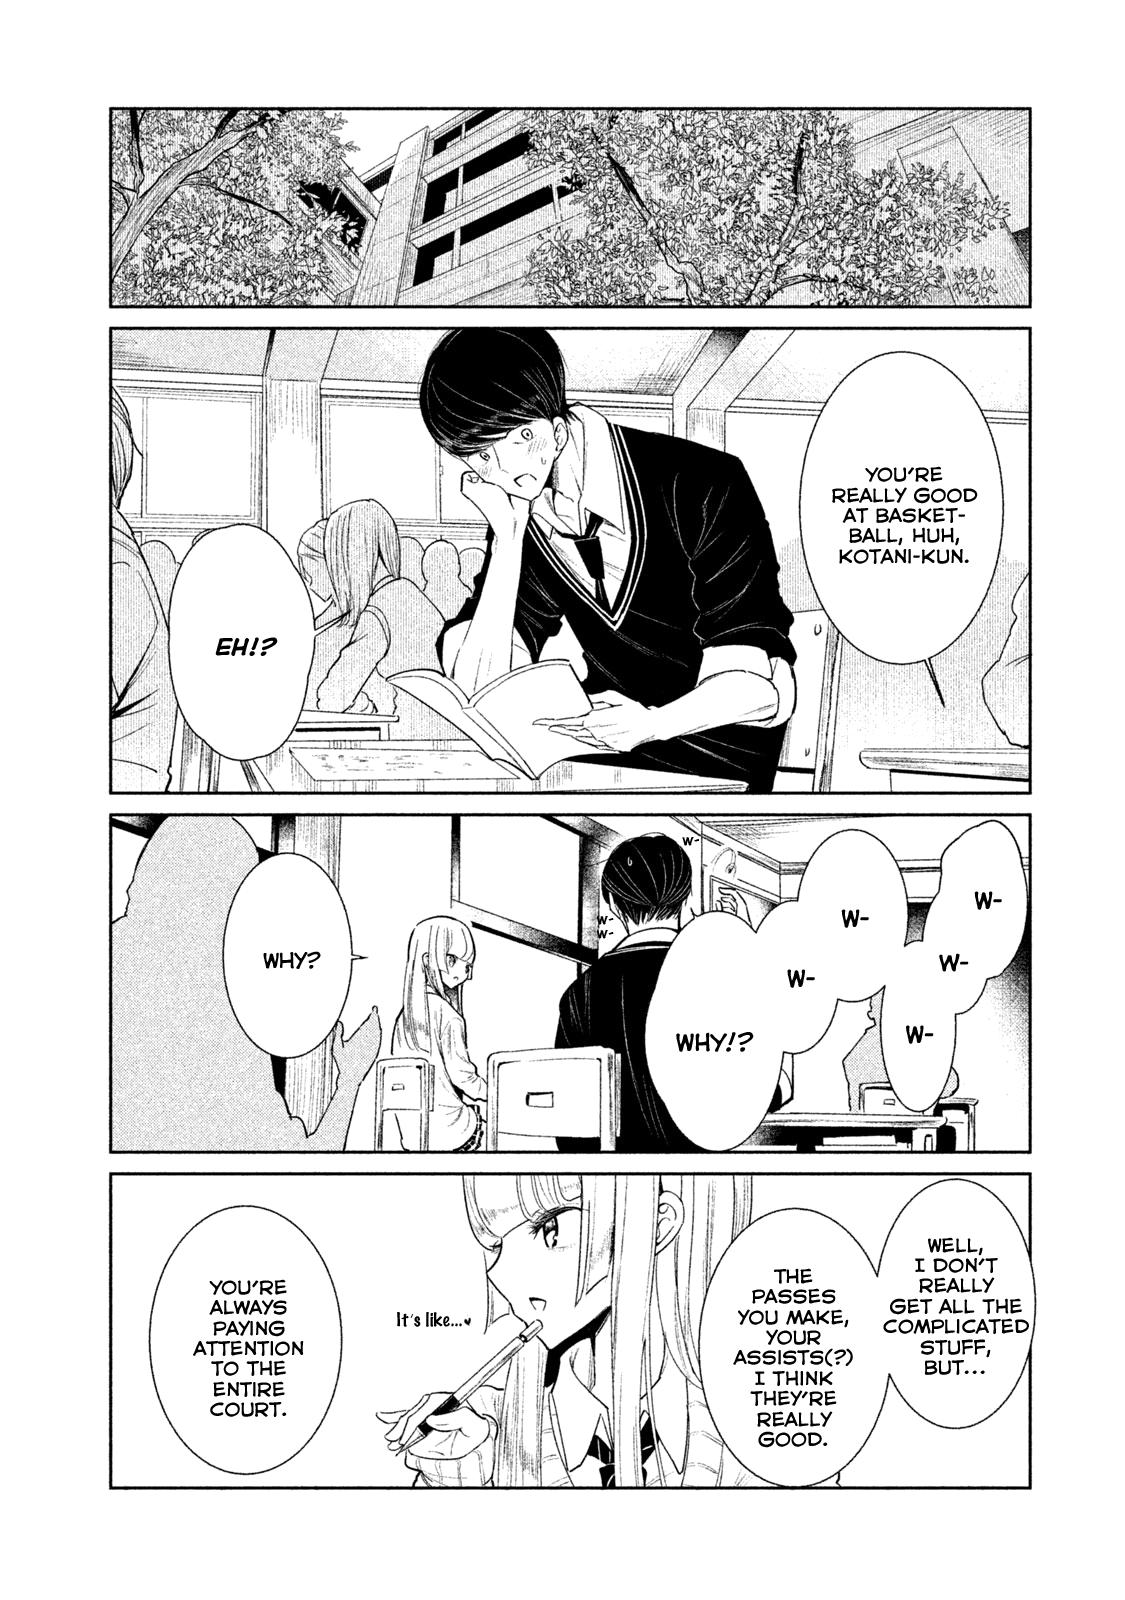 YOU'RE
REALLY GOOD
AT BASKET-
BALL, HUH,
KOTANI-KUN.
EH!?
W-
W-
W-
W-
W-
WHY!?
W-
W-
W-
WHY?
WELL,
I DON'T
REALLY
GET ALL THE
COMPLICATED
STUFF,
BUT...
THE
PASSES
YOU MAKE,
YOUR
ASSISTS(?)
I THINK
THEY'RE
REALLY
GOOD.
It's like...♥
YOU'RE
ALWAYS
PAYING
ATTENTION
TO THE
ENTIRE
COURT.